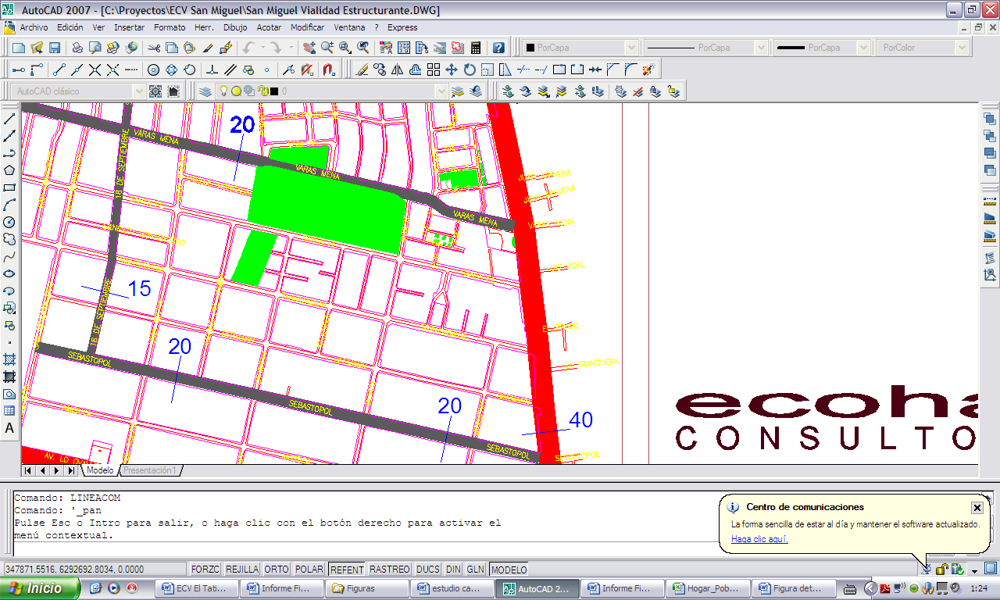 AutoCAD 2007 - [C:\Proyectos\ECV San Miguel\San Miguel Vialidad Estructurante.DWG]
Archivo Edición Ver Insertar Formato Herr. Dibujo Acotar Modificar Ventana ? Express
PorCapa PorCapa PorCapa PorColor
AutoCAD clásico 0
20
VARAS MENA
18 DE SEPTIEMBRE
VARAS MENA
VARAS MENA
VARAS MENA
15
18 DE SEPTIEMBRE
20
SEBASTOPOL
SEBASTOPOL
20
40
SEBASTOPOL
SEBASTOPOL
AV. LO
ecoha
CONSULTO
Modelo Presentación1
Comando: LINEACOM
Comando: '_pan
Pulse Esc o Intro para salir, o haga clic con el botón derecho para activar el
menú contextual.
Centro de comunicaciones
La forma sencilla de estar al día y mantener el software actualizado.
Haga clic aquí.
347871.5516, 6292692.8034, 0.0000 FORZC REJILLA ORTO POLAR REFENT RASTREO DUCS DIN GLN MODELO
Inicio ECV El Tati... Informe Fi... Figuras estudio ca... AutoCAD 2... Informe Fi... Hogar_Pob... Figura det... 1:24